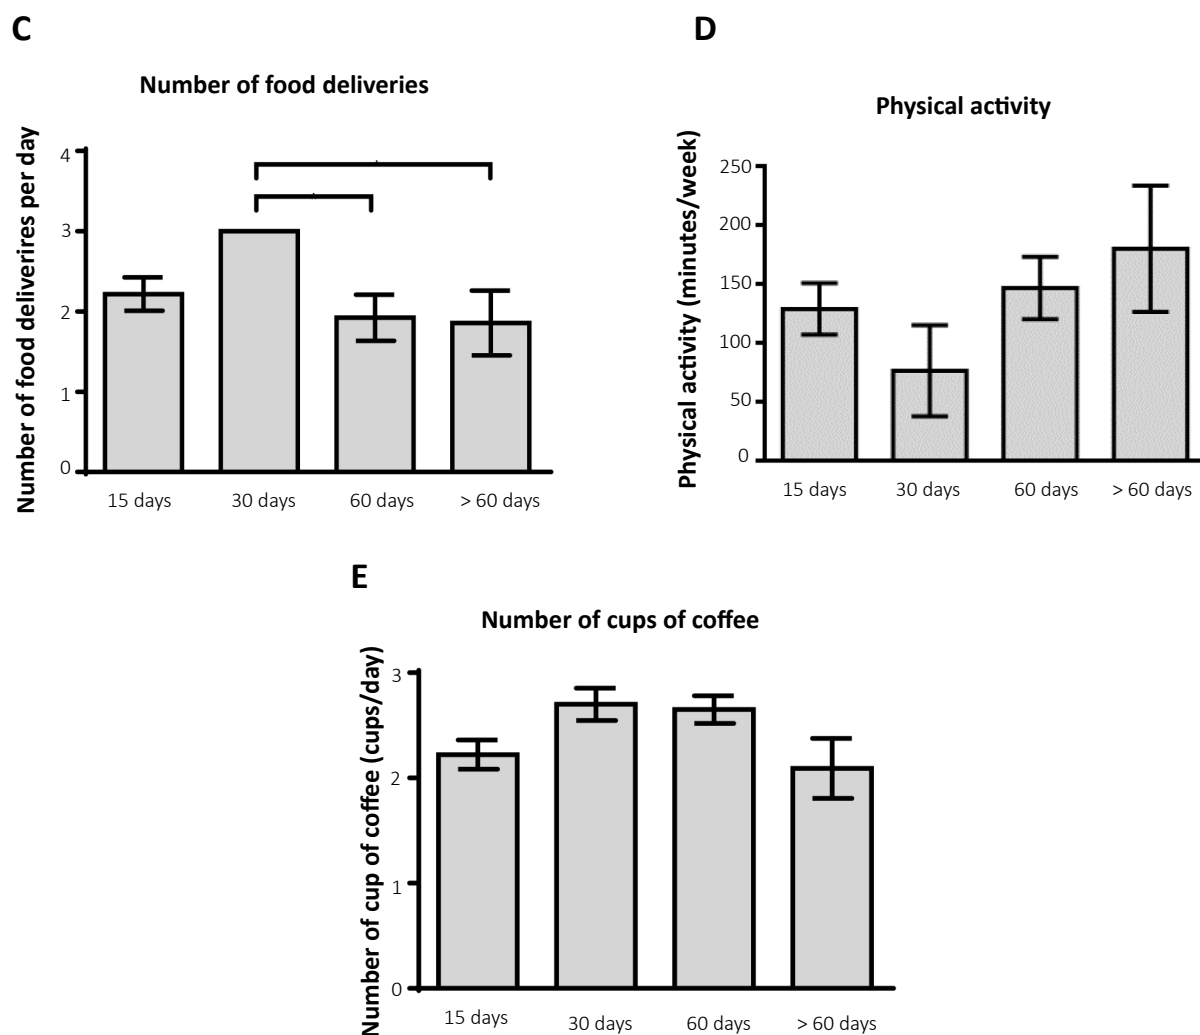 C
Number of food deliveries
Number of food deliverires per day
4
3
2
1
0
15 days
30 days
60 days
> 60 days
D
Physical activity
Physical activity (minutes/week)
250
200
150
100
50
0
15 days
30 days
60 days
> 60 days
E
Number of cups of coffee
Number of cup of coffee (cups/day)
3
2
1
0
15 days
30 days
60 days
> 60 days